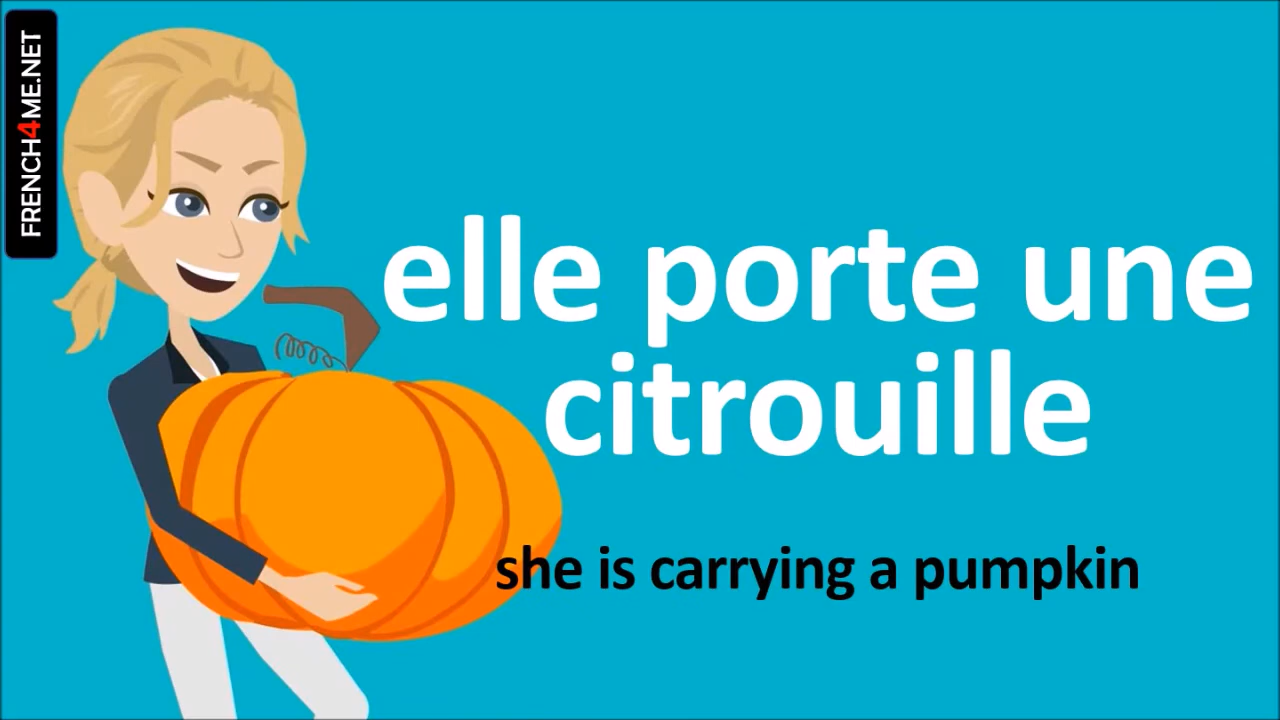 FRENCH4ME.NET
elle porte une
citrouille
she is carrying a pumpkin